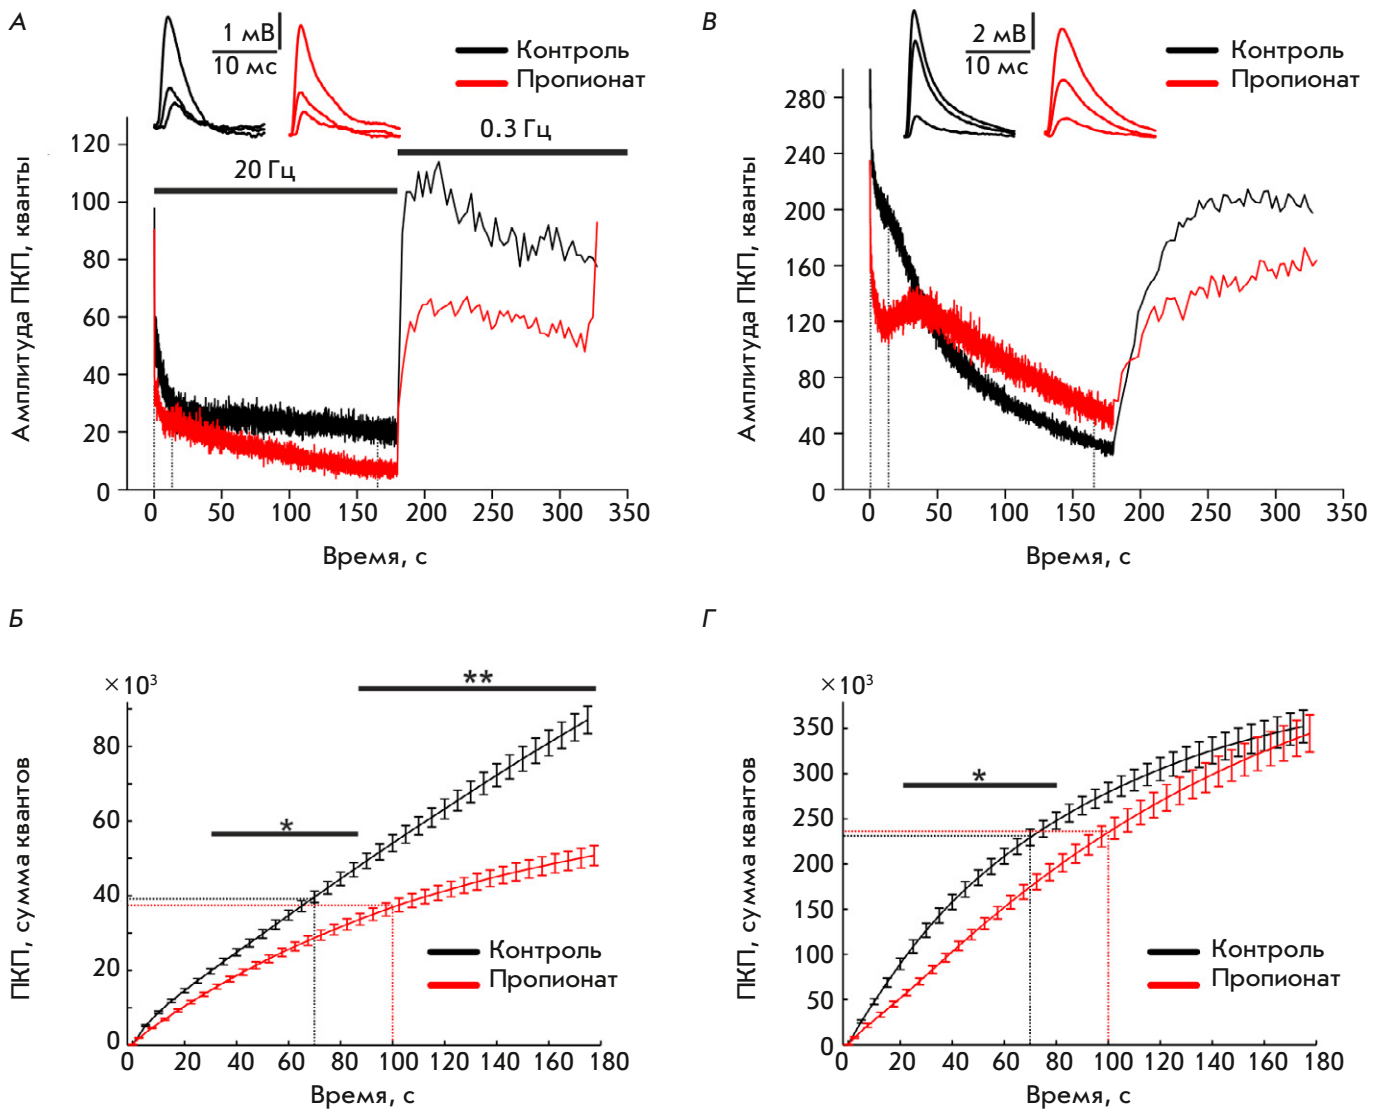 А
1 мВ
10 мс
Контроль
Пропионат
0.3 Гц
20 Гц
120
100
80
60
40
20
0
Амплитуда ПКП, кванты
0 50 100 150 200 250 300 350
Время, с
В
2 мВ
10 мс
Контроль
Пропионат
280
240
200
160
120
80
40
0
Амплитуда ПКП, кванты
0 50 100 150 200 250 300 350
Время, с
Б
×10³
**
*
80
60
40
20
0
ПКП, сумма квантов
Контроль
Пропионат
0 20 40 60 80 100 120 140 160 180
Время, с
Г
×10³
*
350
300
250
200
150
100
50
0
ПКП, сумма квантов
Контроль
Пропионат
0 20 40 60 80 100 120 140 160 180
Время, с